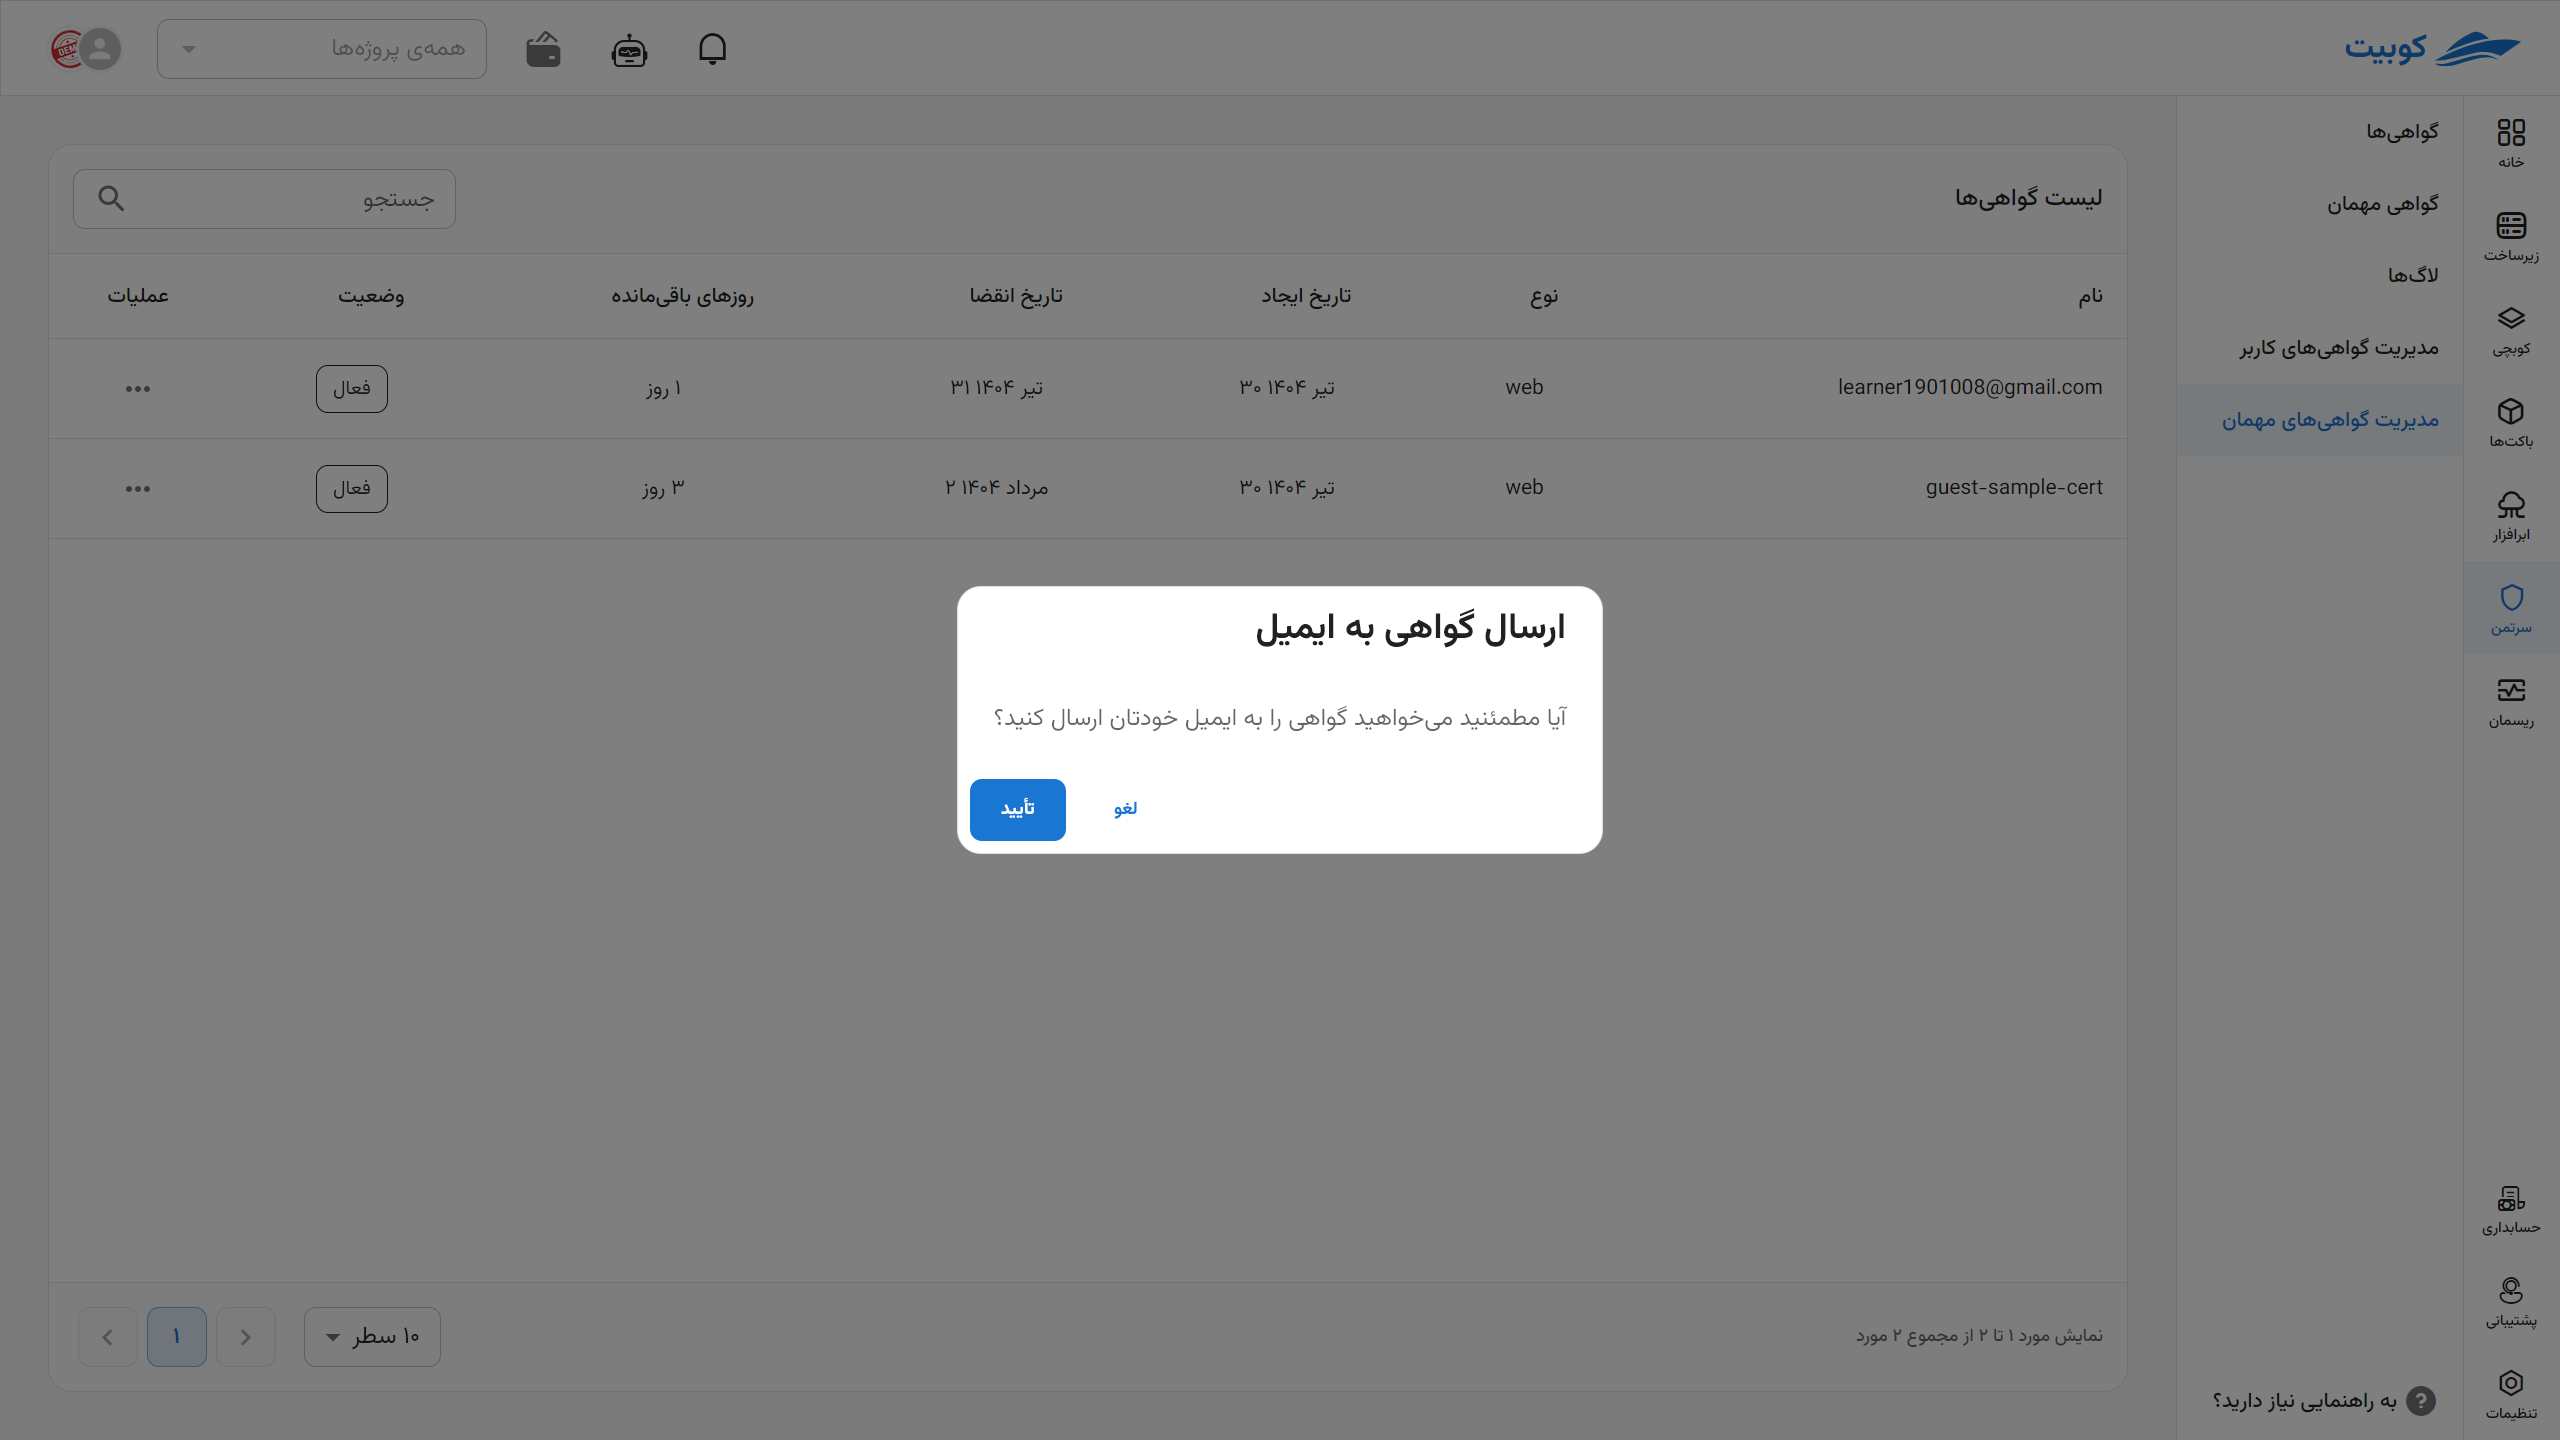 کوبیت
همه‌ی پروژه‌ها
DEM
خانه
زیرساخت
کوبچی
باکت‌ها
ابرافزار
سرتمن
ریسمان
حسابداری
پشتیبانی
تنظیمات
گواهی‌ها
گواهی مهمان
لاگ‌ها
مدیریت گواهی‌های کاربر
مدیریت گواهی‌های مهمان
به راهنمایی نیاز دارید؟
لیست گواهی‌ها
جستجو
نام نوع تاریخ ایجاد تاریخ انقضا روزهای باقی‌مانده وضعیت عملیات
learner1901008@gmail.com web ۳۰ تیر ۱۴۰۴ ۳۱ تیر ۱۴۰۴ ۱ روز فعال
guest-sample-cert web ۳۰ تیر ۱۴۰۴ ۲ مرداد ۱۴۰۴ ۳ روز فعال
ارسال گواهی به ایمیل
آیا مطمئنید می‌خواهید گواهی را به ایمیل خودتان ارسال کنید؟
لغو
تأیید
نمایش مورد ۱ تا ۲ از مجموع ۲ مورد
۱۰ سطر
۱